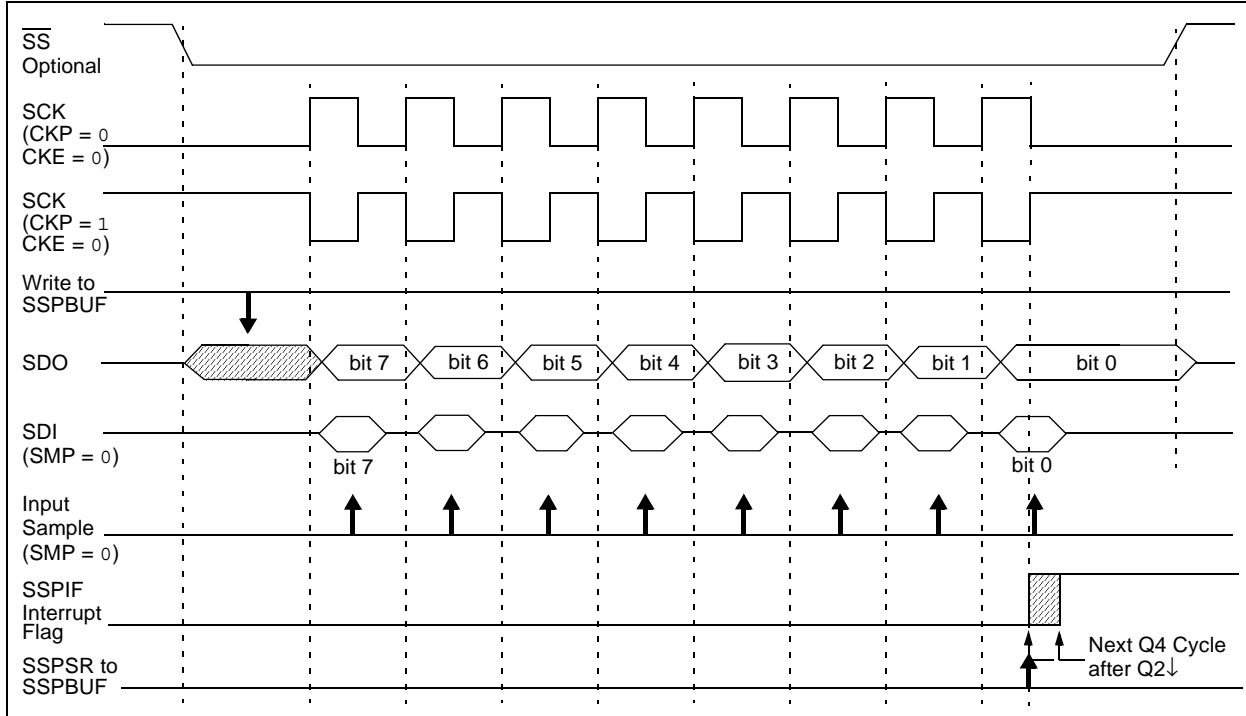 SS
Optional
SCK
(CKP = 0
CKE = 0)
SCK
(CKP = 1
CKE = 0)
Write to
SSPBUF
SDO
bit 7
bit 6
bit 5
bit 4
bit 3
bit 2
bit 1
bit 0
SDI
(SMP = 0)
bit 7
bit 0
Input
Sample
(SMP = 0)
SSPIF
Interrupt
Flag
Next Q4 Cycle
after Q2↓
SSPSR to
SSPBUF